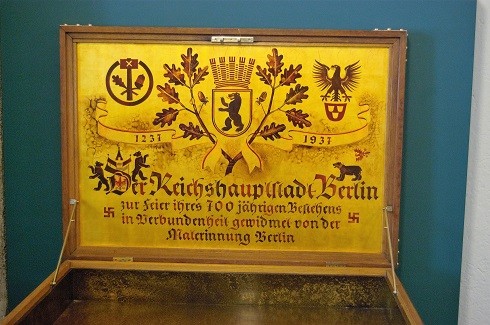 1237
1937
Der Reichshauptstadt Berlin
zur Feier ihres 700 jährigen Bestehens
in Verbundenheit gewidmet von der
Malerinnung Berlin